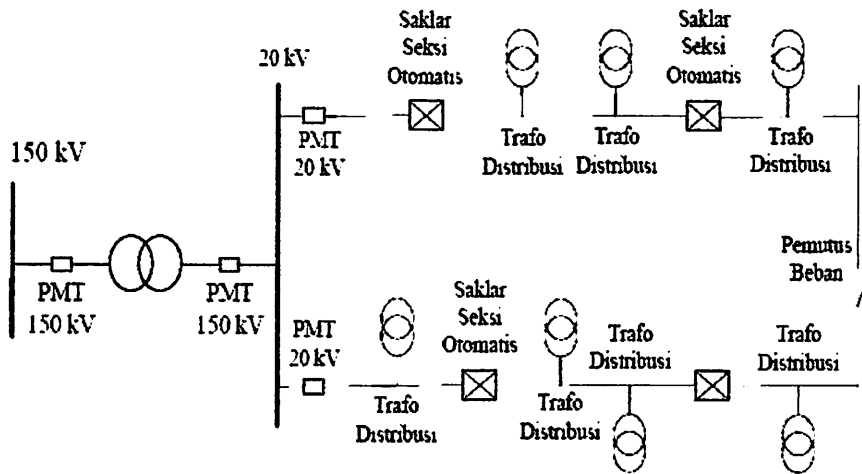 150 kV
PMT
150 kV
PMT
150 kV
20 kV
PMT
20 kV
Saklar
Seksi
Otomatis
Trafo
Distribusi
Trafo
Distribusi
Saklar
Seksi
Otomatis
Trafo
Distribusi
Pemutus
Beban
PMT
20 kV
Trafo
Distribusi
Saklar
Seksi
Otomatis
Trafo
Distribusi
Trafo
Distribusi
Trafo
Distribusi